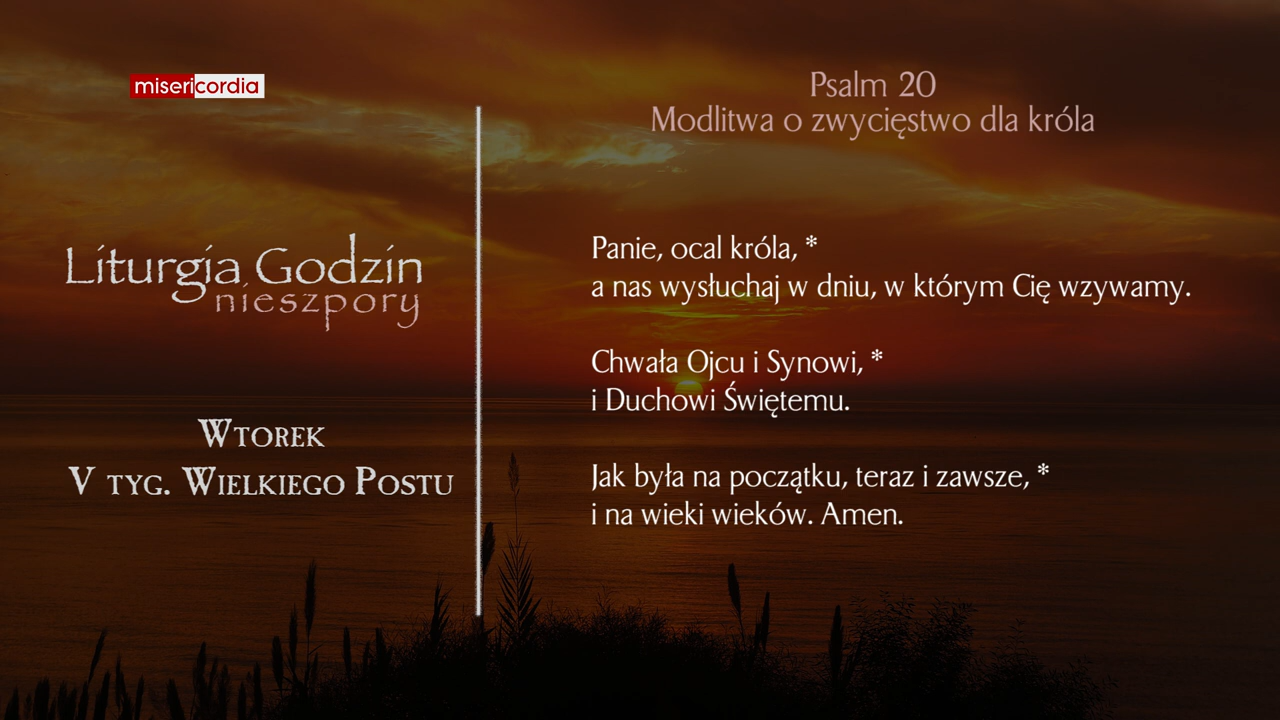 misericordia
Liturgia Godzin
nieszpory
Wtorek
V tyg. Wielkiego Postu
Psalm 20
Modlitwa o zwycięstwo dla króla
Panie, ocal króla, *
a nas wysłuchaj w dniu, w którym Cię wzywamy.
Chwała Ojcu i Synowi, *
i Duchowi Świętemu.
Jak była na początku, teraz i zawsze, *
i na wieki wieków. Amen.